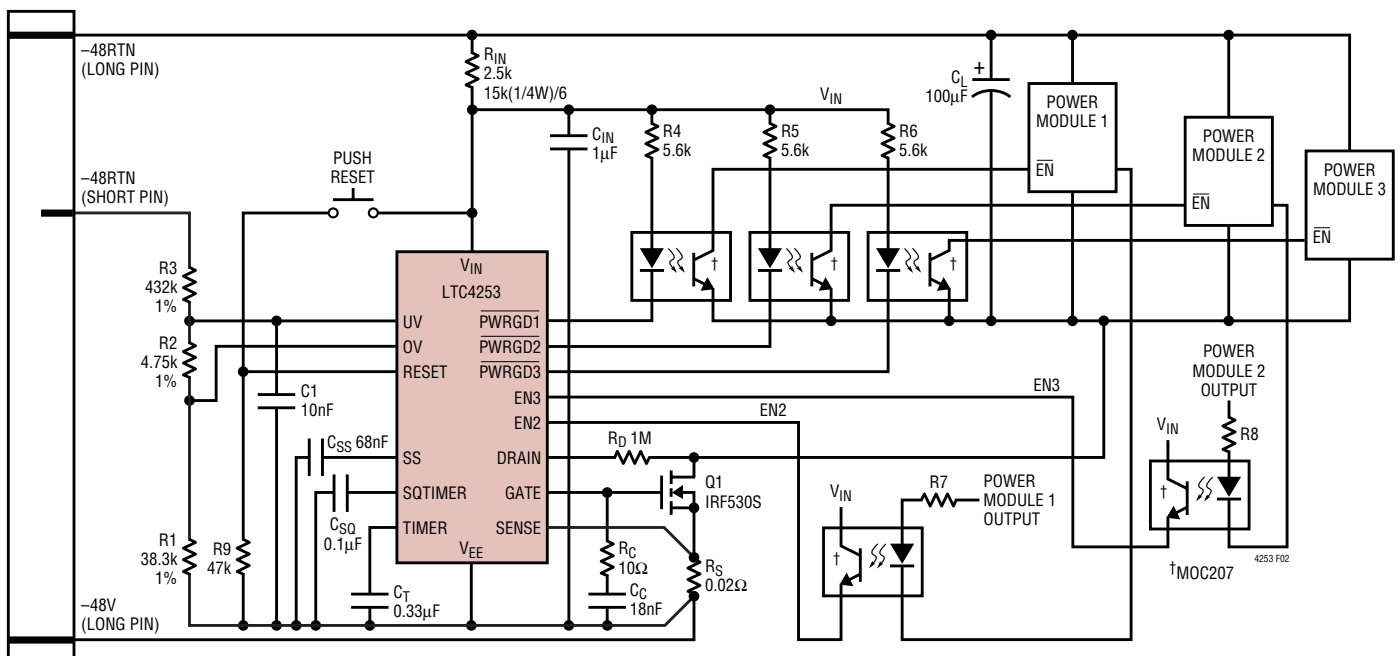 –48RTN
(LONG PIN)
RIN
2.5k
15k(1/4W)/6
CL
100µF
+
POWER
MODULE 1
EN
POWER
MODULE 2
EN
POWER
MODULE 3
EN
VIN
CIN
1µF
R4
5.6k
R5
5.6k
R6
5.6k
PUSH
RESET
–48RTN
(SHORT PIN)
†
†
†
R3
432k
1%
R2
4.75k
1%
R1
38.3k
1%
R9
47k
C1
10nF
CSS 68nF
CSQ
0.1µF
CT
0.33µF
VIN
LTC4253
UV
OV
RESET
SS
SQTIMER
TIMER
VEE
PWRGD1
PWRGD2
PWRGD3
EN3
EN2
DRAIN
GATE
SENSE
EN3
EN2
RD 1M
Q1
IRF530S
RC
10Ω
CC
18nF
RS
0.02Ω
VIN
†
R7
POWER
MODULE 1
OUTPUT
POWER
MODULE 2
OUTPUT
VIN
R8
†
†MOC207
4253 F02
–48V
(LONG PIN)